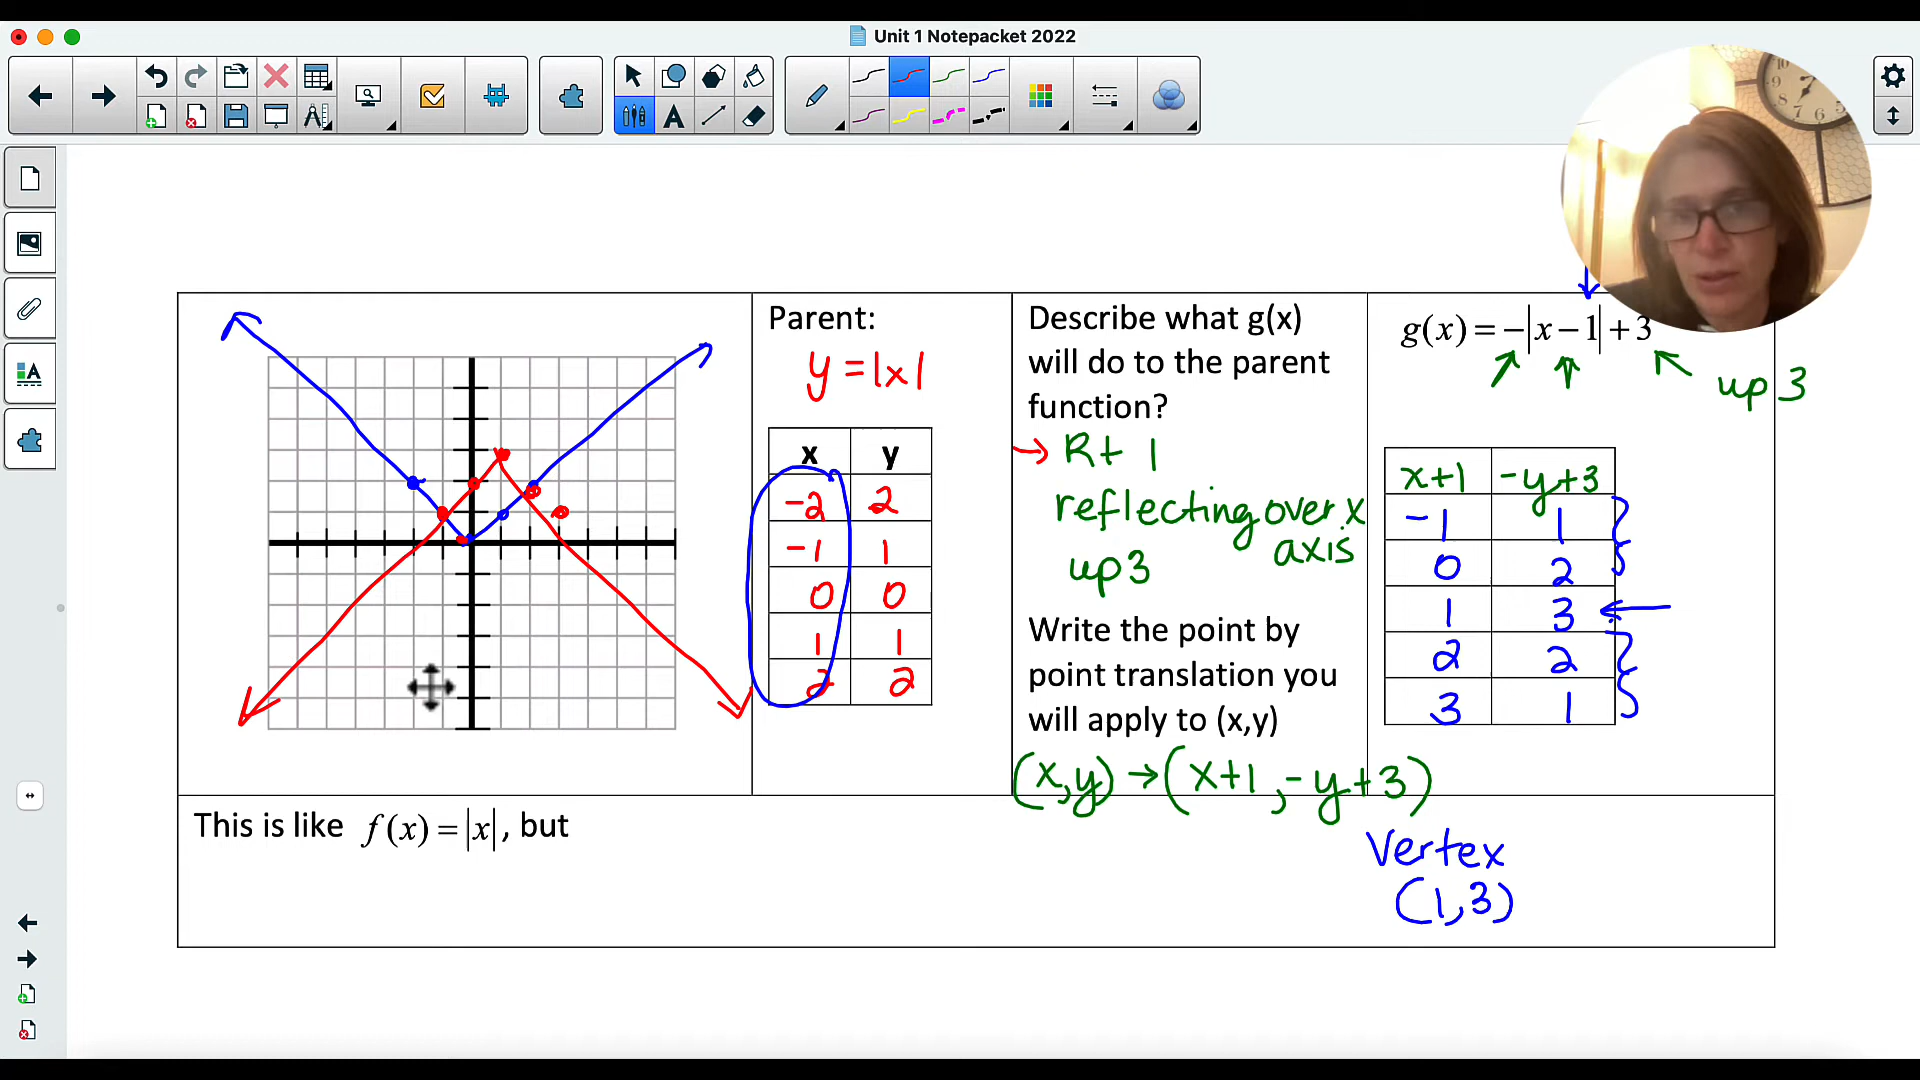 Unit 1 Notepacket 2022
Parent:
y = |x|
x y
-2 2
-1 1
0 0
1 1
2 2
Describe what g(x)
will do to the parent
function?
→ Rt 1
reflecting over x
axis
up 3
Write the point by
point translation you
will apply to (x,y)
(x,y) → (x+1, -y+3)
g(x) = -|x-1|+3
up 3
x+1 -y+3
-1 1
0 2
1 3
2 2
3 1
This is like f(x) = |x|, but
Vertex
(1,3)